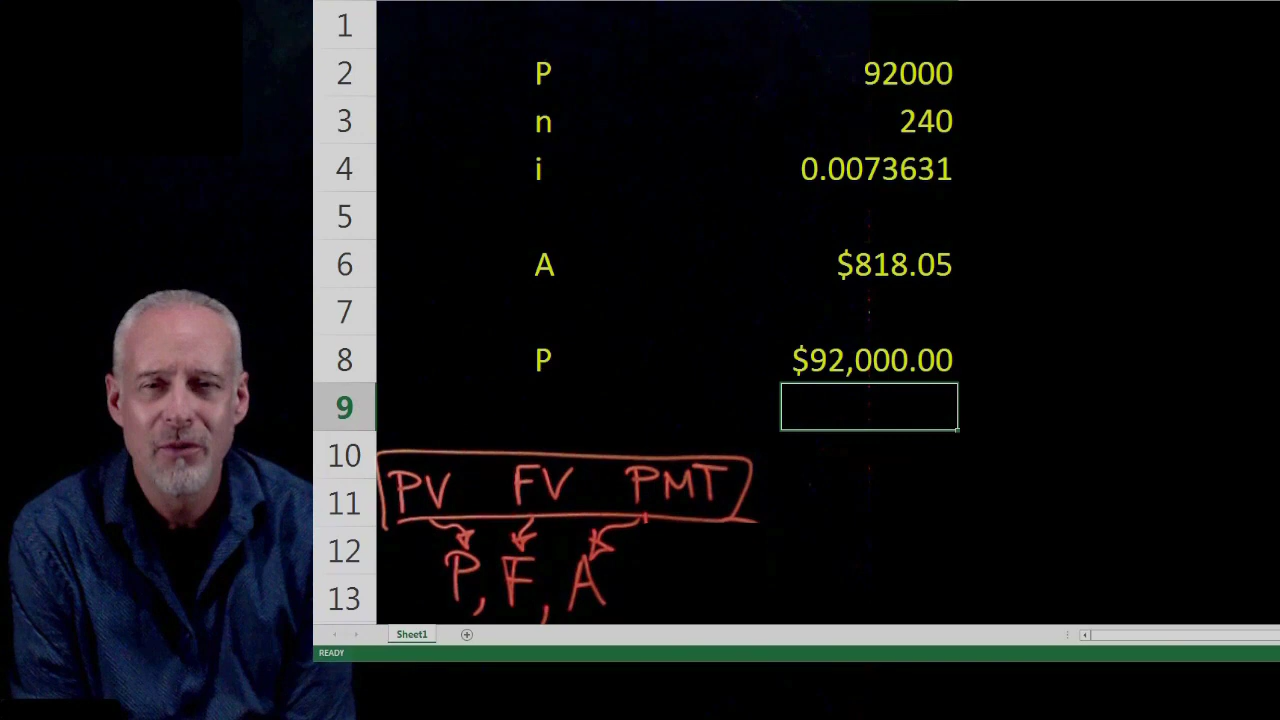 1
2 P 92000
3 n 240
4 i 0.0073631
5
6 A $818.05
7
8 P $92,000.00
9
10
PV FV PMT
11
12
P, F, A
13
Sheet1
READY